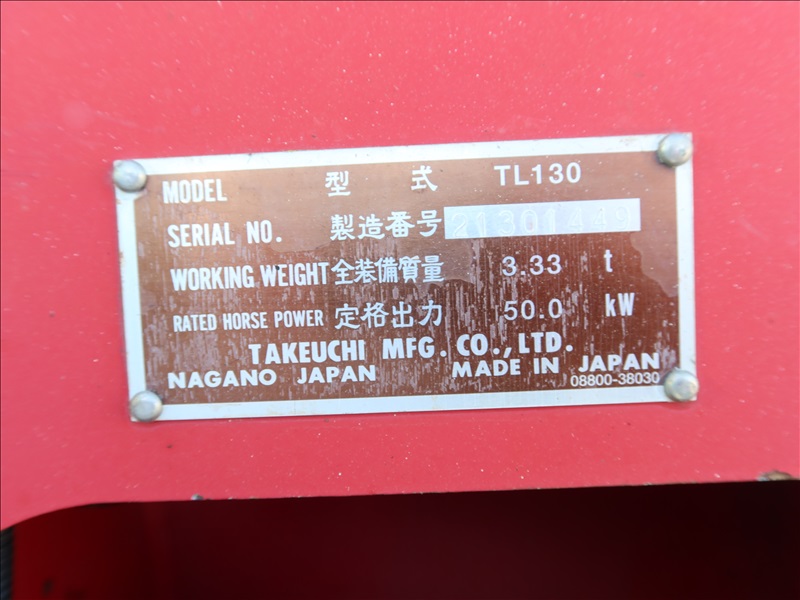 MODEL 型式 TL130
SERIAL NO. 製造番号 21301449
WORKING WEIGHT 全装備質量 3.33 t
RATED HORSE POWER 定格出力 50.0 kW
TAKEUCHI MFG. CO., LTD.
NAGANO JAPAN MADE IN JAPAN
08800-38030